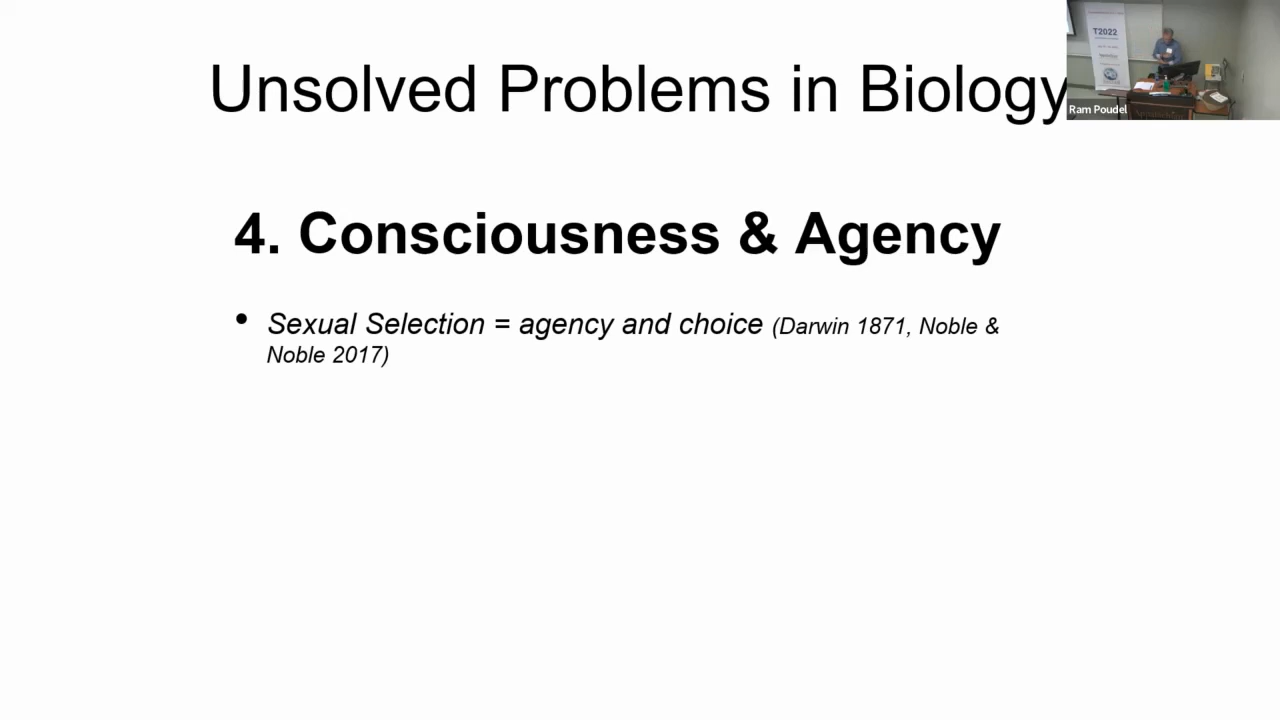 Unsolved Problems in Biology
4. Consciousness & Agency
• Sexual Selection = agency and choice (Darwin 1871, Noble &
Noble 2017)
T2022
Ram Poudel